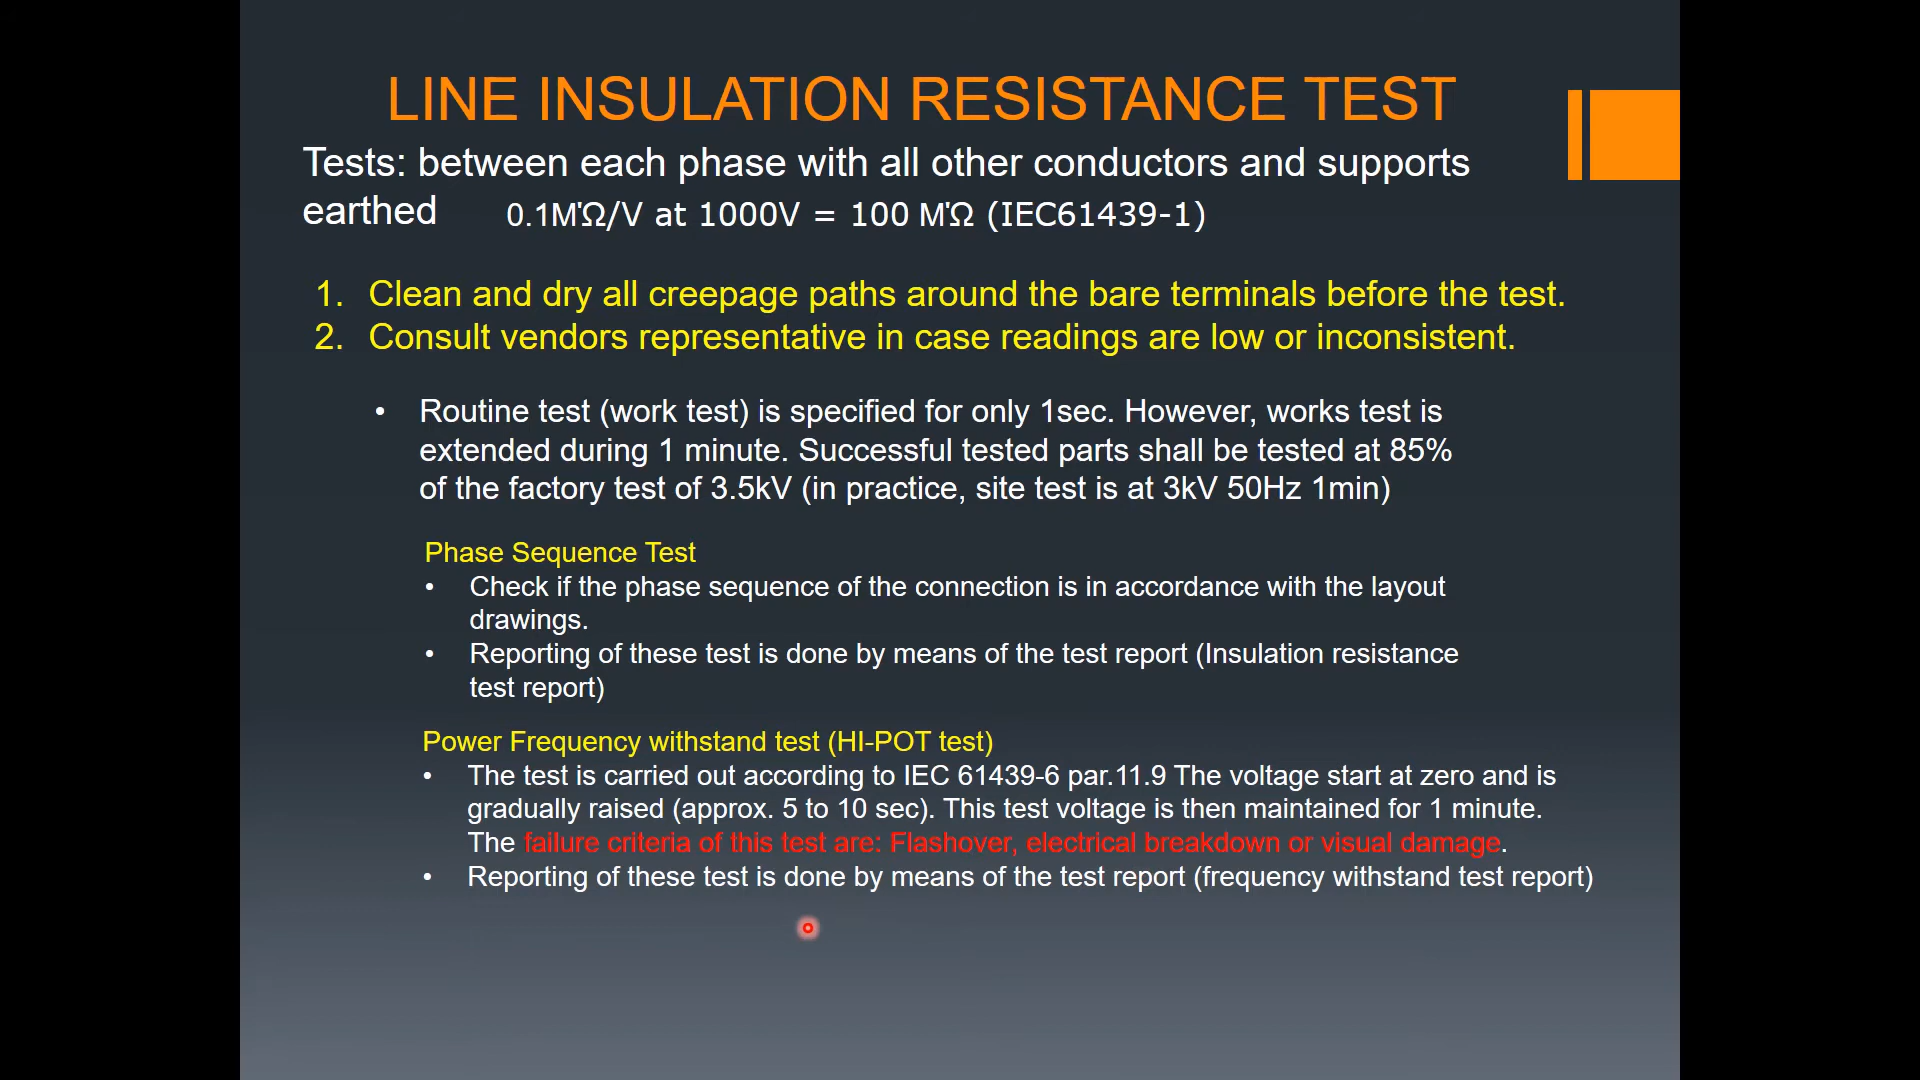 LINE INSULATION RESISTANCE TEST
Tests: between each phase with all other conductors and supports
earthed 0.1MΩ/V at 1000V = 100 MΩ (IEC61439-1)
1. Clean and dry all creepage paths around the bare terminals before the test.
2. Consult vendors representative in case readings are low or inconsistent.
• Routine test (work test) is specified for only 1sec. However, works test is
extended during 1 minute. Successful tested parts shall be tested at 85%
of the factory test of 3.5kV (in practice, site test is at 3kV 50Hz 1min)
Phase Sequence Test
• Check if the phase sequence of the connection is in accordance with the layout
drawings.
• Reporting of these test is done by means of the test report (Insulation resistance
test report)
Power Frequency withstand test (HI-POT test)
• The test is carried out according to IEC 61439-6 par.11.9 The voltage start at zero and is
gradually raised (approx. 5 to 10 sec). This test voltage is then maintained for 1 minute.
The failure criteria of this test are: Flashover, electrical breakdown or visual damage.
• Reporting of these test is done by means of the test report (frequency withstand test report)